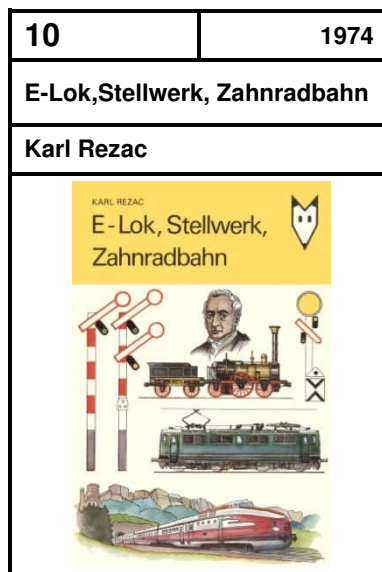 10 1974
E-Lok,Stellwerk, Zahnradbahn
Karl Rezac
KARL REZAC
E-Lok, Stellwerk,
Zahnradbahn